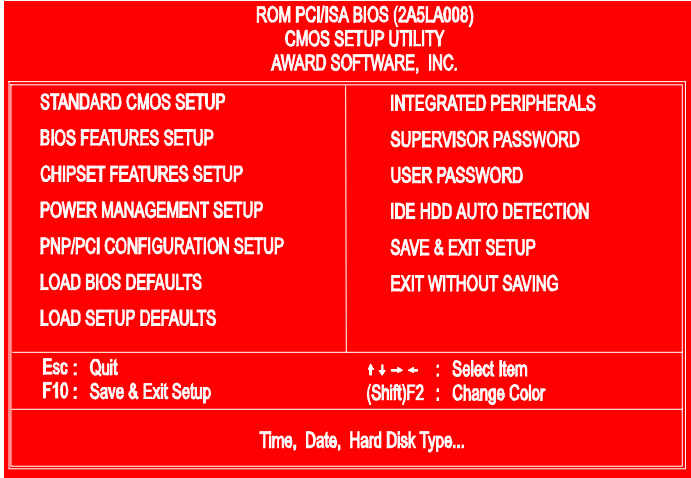 ROM PCI/ISA BIOS (2A5LA008)
CMOS SETUP UTILITY
AWARD SOFTWARE, INC.
STANDARD CMOS SETUP
BIOS FEATURES SETUP
CHIPSET FEATURES SETUP
POWER MANAGEMENT SETUP
PNP/PCI CONFIGURATION SETUP
LOAD BIOS DEFAULTS
LOAD SETUP DEFAULTS
INTEGRATED PERIPHERALS
SUPERVISOR PASSWORD
USER PASSWORD
IDE HDD AUTO DETECTION
SAVE & EXIT SETUP
EXIT WITHOUT SAVING
Esc : Quit
F10 : Save & Exit Setup
↑ ↓ → ← : Select Item
(Shift)F2 : Change Color
Time, Date, Hard Disk Type...